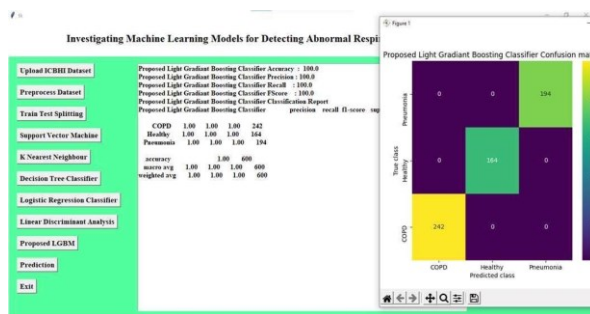 Investigating Machine Learning Models for Detecting Abnormal Respi
Upload ICBHI Dataset
Preprocess Dataset
Train Test Splitting
Support Vector Machine
K Nearest Neighbour
Decision Tree Classifier
Logistic Regression Classifier
Linear Discriminant Analysis
Proposed LGBM
Prediction
Exit
Proposed Light Gradiant Boosting Classifier Accuracy : 100.0
Proposed Light Gradiant Boosting Classifier Precision : 100.0
Proposed Light Gradiant Boosting Classifier Recall : 100.0
Proposed Light Gradiant Boosting Classifier FScore : 100.0
Proposed Light Gradiant Boosting Classifier Classification Report
Proposed Light Gradiant Boosting Classifier precision recall f1-score sup
COPD 1.00 1.00 1.00 242
Healthy 1.00 1.00 1.00 164
Pneumonia 1.00 1.00 1.00 194
accuracy 1.00 600
macro avg 1.00 1.00 1.00 600
weighted avg 1.00 1.00 1.00 600
Figure 1
Proposed Light Gradiant Boosting Classifier Confusion ma
Pneumonia 0 0 194
Healthy 0 164 0
COPD 242 0 0
True class
COPD Healthy Pneumonia
Predicted class